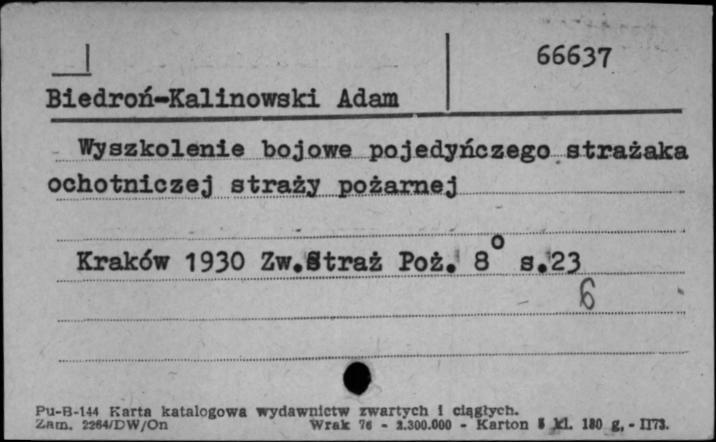 66637
Biedroń-Kalinowski Adam
Wyszkolenie bojowe pojedyńczego strażaka
ochotniczej straży pożarnej
Kraków 1930 Zw.Straż Poż. 8° s.23
6
Pu-B-144 Karta katalogowa wydawnictw zwartych i ciągłych.
Zam. 2264/DW/On Wrak 76 - 2.300.000 - Karton kl. 180 g. - II73.